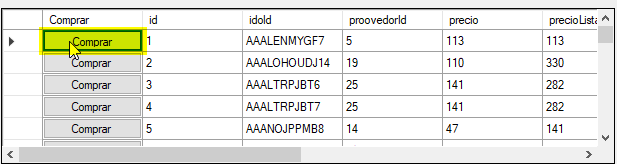 Comprar id idold proovedorld precio precioLista
Comprar 1 AAALENMYGF7 5 113 113
Comprar 2 AAALOHOUDJ14 19 110 330
Comprar 3 AAALTRPJBT6 25 141 282
Comprar 4 AAALTRPJBT7 25 141 282
Comprar 5 AAANOJPPMB8 14 47 141